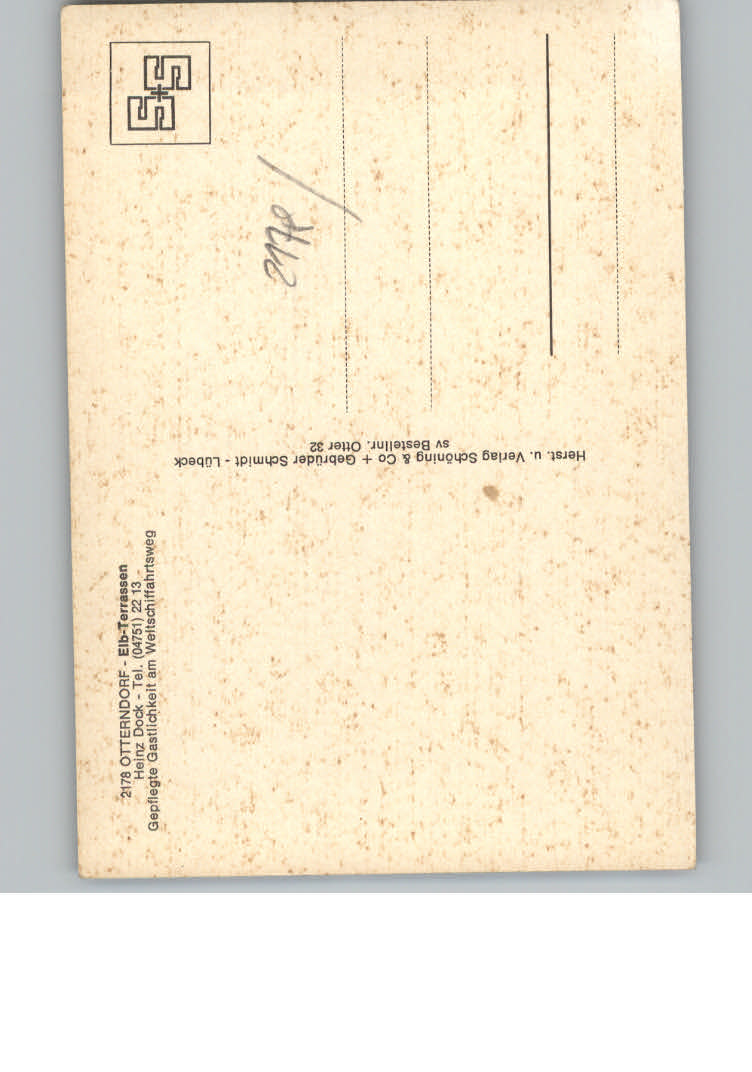 2178 OTTERNDORF - Elb-Terrassen
Heinz Dock - Tel. (04751) 22 13
Gepflegte Gastlichkeit am Weltschiffahrtsweg
Herst. u. Verlag Schöning & Co + Gebrüder Schmidt - Lübeck
sv Bestellnr. Otter 32
S+S